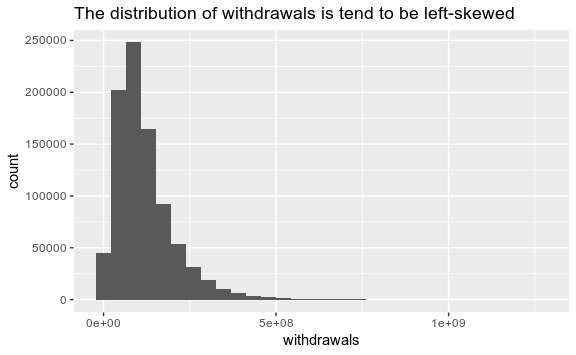 The distribution of withdrawals is tend to be left-skewed
250000
200000
150000
100000
50000
0
count
0e+00 5e+08 1e+09
withdrawals